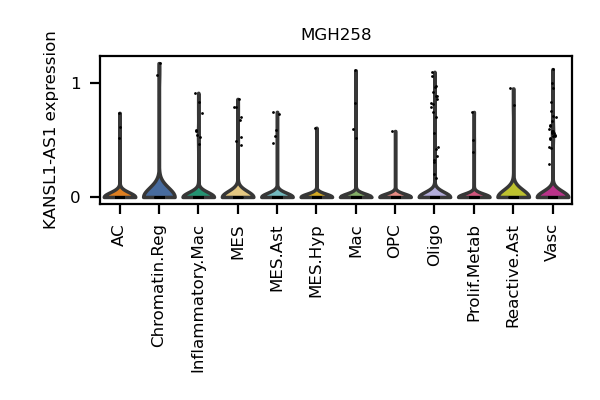 MGH258
KANSL1-AS1 expression
1
0
AC
Chromatin.Reg
Inflammatory.Mac
MES
MES.Ast
MES.Hyp
Mac
OPC
Oligo
Prolif.Metab
Reactive.Ast
Vasc